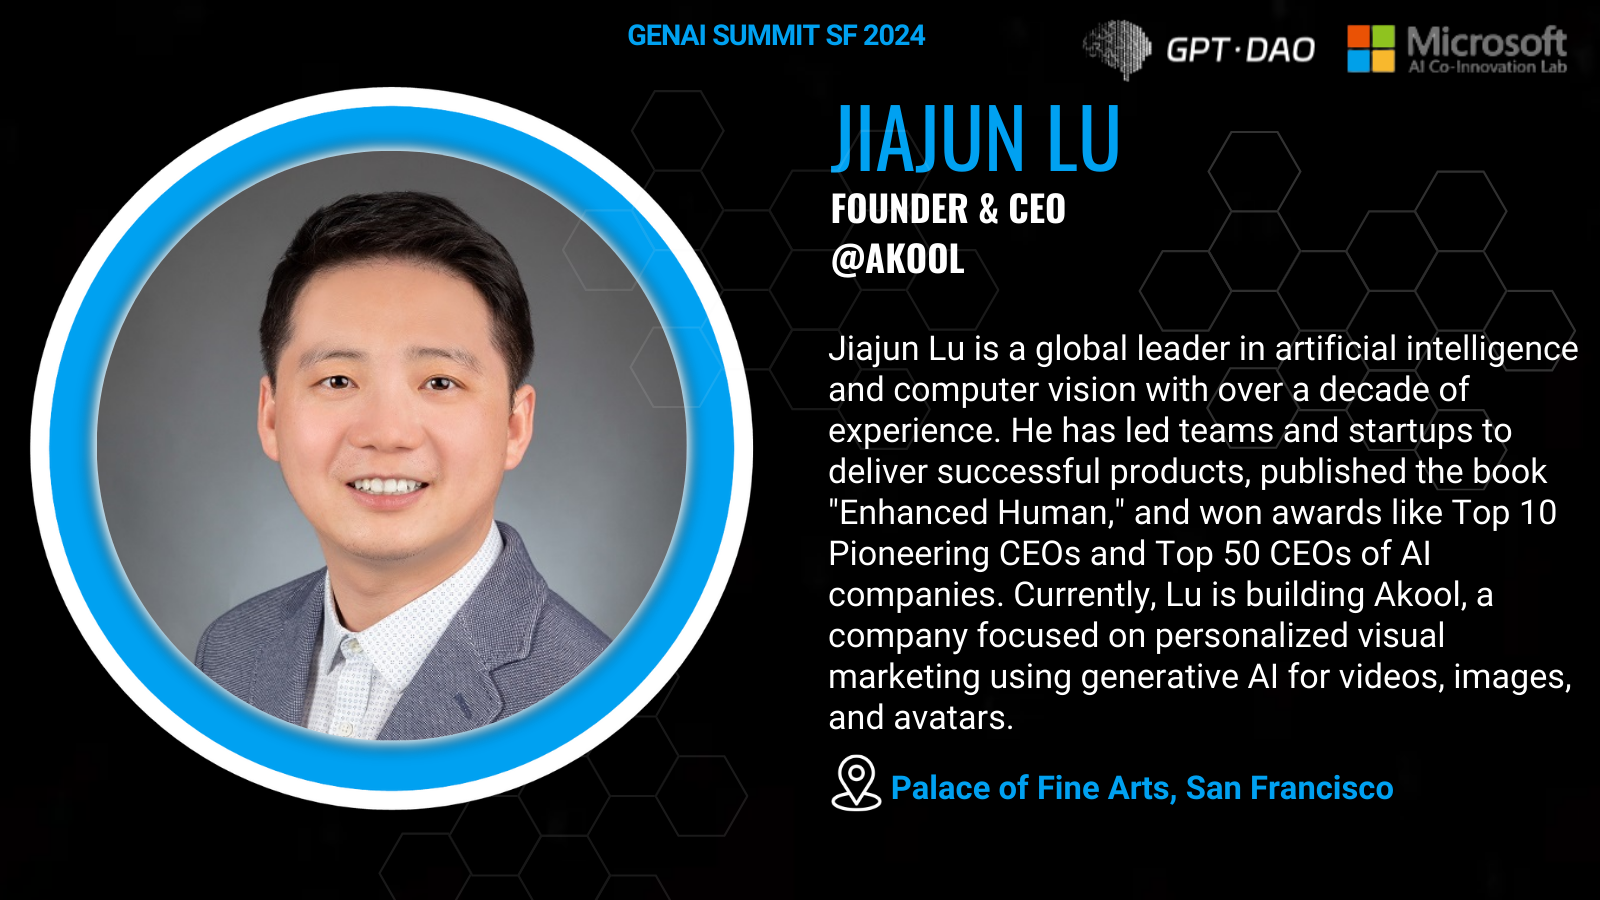 GENAI SUMMIT SF 2024
GPT·DAO
Microsoft
AI Co-Innovation Lab
JIAJUN LU
FOUNDER & CEO
@AKOOL
Jiajun Lu is a global leader in artificial intelligence
and computer vision with over a decade of
experience. He has led teams and startups to
deliver successful products, published the book
"Enhanced Human," and won awards like Top 10
Pioneering CEOs and Top 50 CEOs of AI
companies. Currently, Lu is building Akool, a
company focused on personalized visual
marketing using generative AI for videos, images,
and avatars.
Palace of Fine Arts, San Francisco